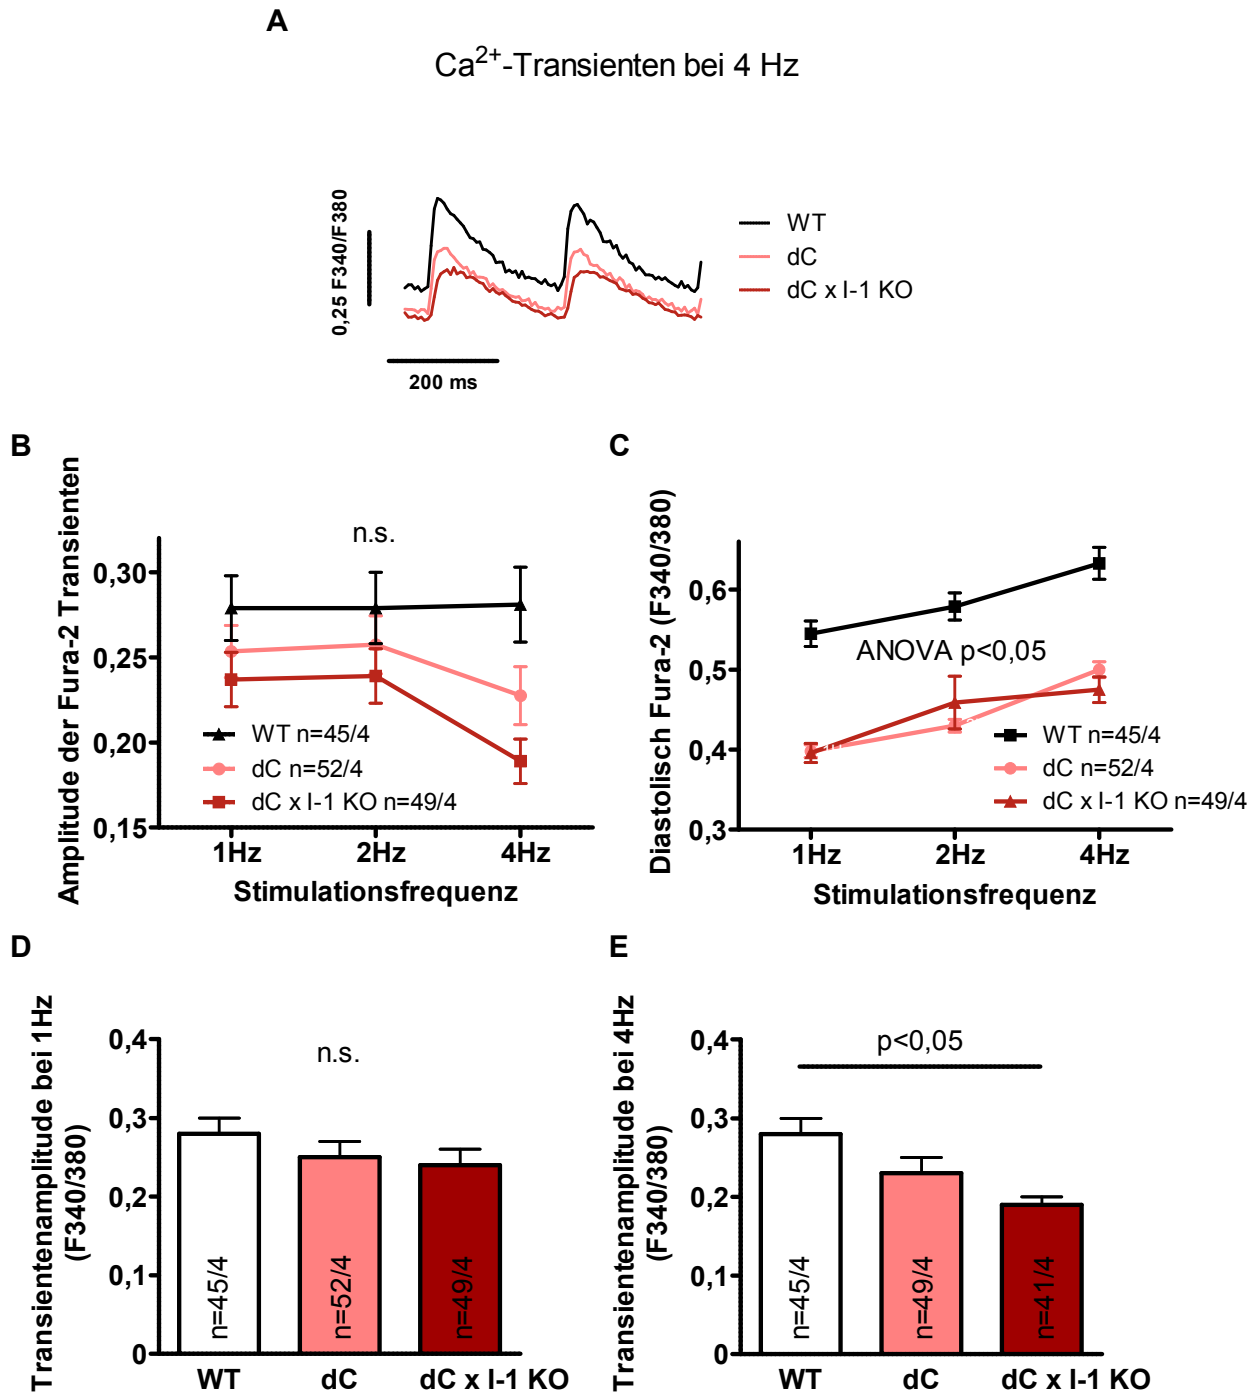 A
Ca²⁺-Transienten bei 4 Hz
0,25 F340/F380
WT
dC
dC x I-1 KO
200 ms
B
Amplitude der Fura-2 Transienten
n.s.
0,30
0,25
0,20
0,15
WT n=45/4
dC n=52/4
dC x I-1 KO n=49/4
1Hz 2Hz 4Hz
Stimulationsfrequenz
C
Diastolisch Fura-2 (F340/380)
0,6
0,5
0,4
0,3
ANOVA p<0,05
WT n=45/4
dC n=52/4
dC x I-1 KO n=49/4
1Hz 2Hz 4Hz
Stimulationsfrequenz
D
Transientenamplitude bei 1Hz
(F340/380)
0,4
0,3
0,2
0,1
0
n.s.
n=45/4
n=52/4
n=49/4
WT dC dC x I-1 KO
E
Transientenamplitude bei 4Hz
(F340/380)
0,4
0,3
0,2
0,1
0
p<0,05
n=45/4
n=49/4
n=41/4
WT dC dC x I-1 KO